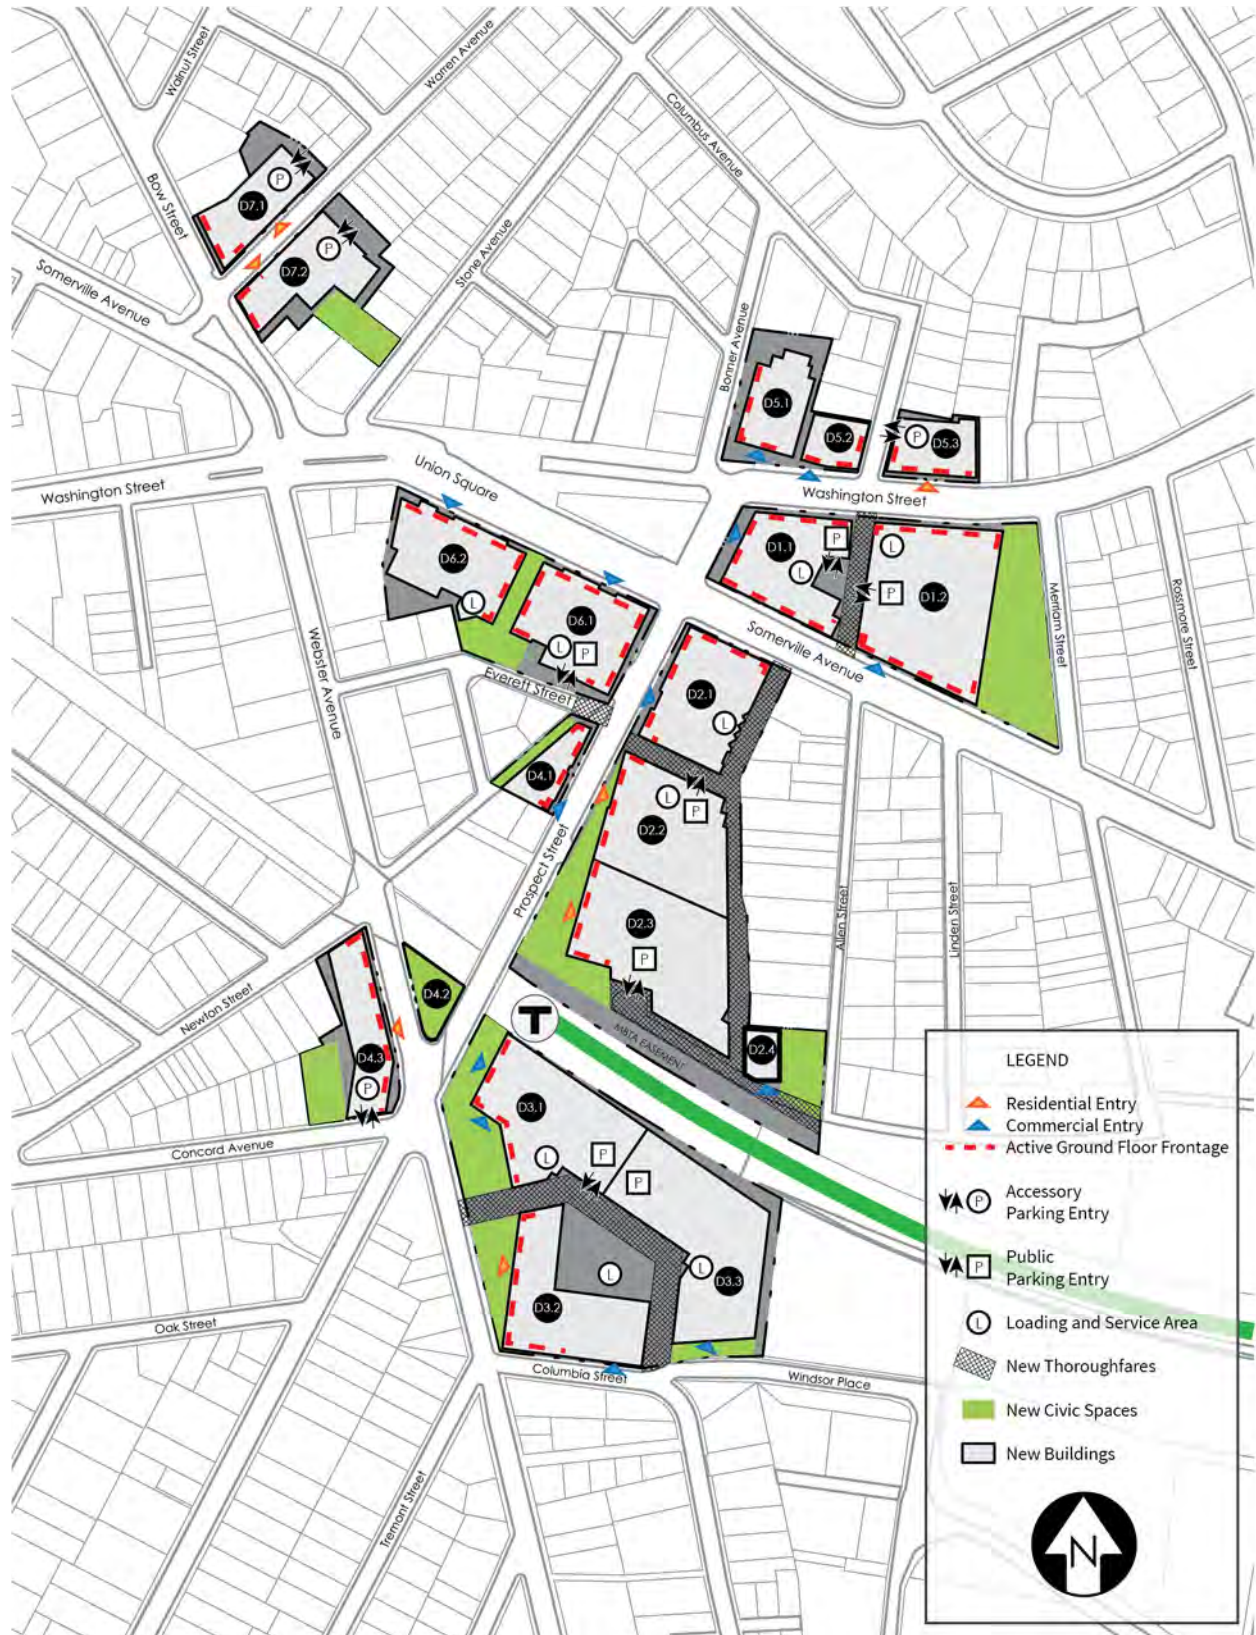 Walnut Street
Warren Avenue
Columbus Avenue
Bow Street
P
D7.1
P
D7.2
Stone Avenue
Somerville Avenue
Bonner Avenue
D5.1
D5.2
P
D5.3
Union Square
Washington Street
Washington Street
D6.2
L
D6.1
L
P
D1.1
P
L
L
P
D1.2
Merriam Street
Rossmore Street
Somerville Avenue
Webster Avenue
Everett Street
D2.1
L
D4.1
L
P
D2.2
Prospect Street
D2.3
P
Allen Street
Linden Street
Newton Street
D4.2
T
MBTA EASEMENT
D2.4
D4.3
P
Concord Avenue
D3.1
L
P
P
L
L
D3.3
D3.2
Oak Street
Columbia Street
Windsor Place
Tremont Street
LEGEND
Residential Entry
Commercial Entry
Active Ground Floor Frontage
P
Accessory
Parking Entry
P
Public
Parking Entry
L
Loading and Service Area
New Thoroughfares
New Civic Spaces
New Buildings
N